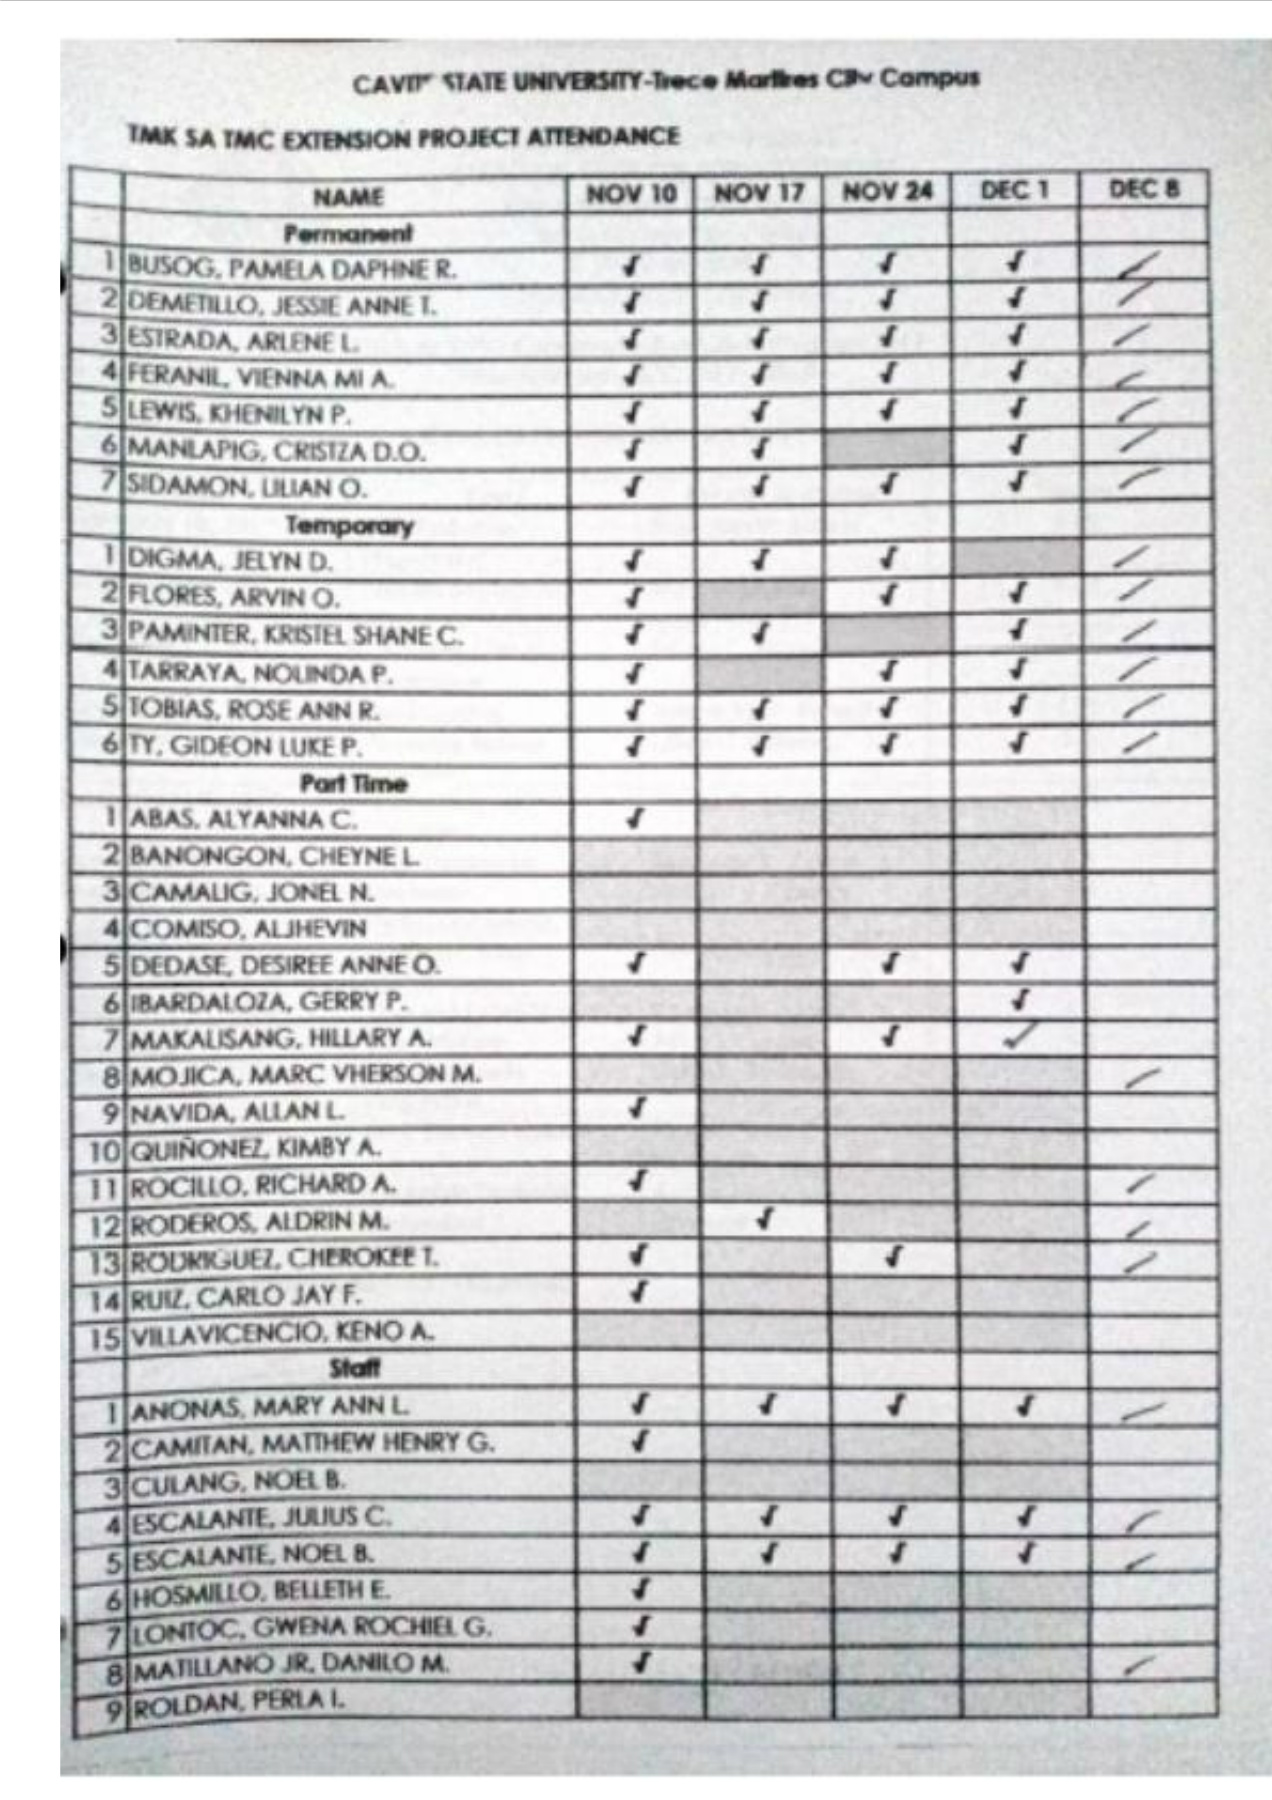 CAVITE STATE UNIVERSITY-Trece Martires City Campus
TMK SA TMC EXTENSION PROJECT ATTENDANCE
NAME NOV 10 NOV 17 NOV 24 DEC 1 DEC 8
Permanent
1 BUSOG, PAMELA DAPHNE R. √ √ √ √ /
2 DEMETILLO, JESSIE ANNE T. √ √ √ √ /
3 ESTRADA, ARLENE L. √ √ √ √ /
4 FERANIL, VIENNA MI A. √ √ √ √ /
5 LEWIS, KHENILYN P. √ √ √ √ /
6 MANLAPIG, CRISTZA D.O. √ √ √ /
7 SIDAMON, LILIAN O. √ √ √ √ /
Temporary
1 DIGMA, JELYN D. √ √ √ /
2 FLORES, ARVIN O. √ √ √ /
3 PAMINTER, KRISTEL SHANE C. √ √ √ /
4 TARRAYA, NOLINDA P. √ √ √ /
5 TOBIAS, ROSE ANN R. √ √ √ √ /
6 TY, GIDEON LUKE P. √ √ √ √ /
Part Time
1 ABAS, ALYANNA C. √
2 BANONGON, CHEYNE L.
3 CAMALIG, JONEL N.
4 COMISO, ALJHEVIN
5 DEDASE, DESIREE ANNE O. √ √ √
6 IBARDALOZA, GERRY P. √
7 MAKALISANG, HILLARY A. √ √ ✓
8 MOJICA, MARC VHERSON M. /
9 NAVIDA, ALLAN L. √
10 QUIÑONEZ, KIMBY A.
11 ROCILLO, RICHARD A. √ /
12 RODEROS, ALDRIN M. √ /
13 RODRIGUEZ, CHEROKEE T. √ √ /
14 RUIZ, CARLO JAY F. √
15 VILLAVICENCIO, KENO A.
Staff
1 ANONAS, MARY ANN L. √ √ √ √ /
2 CAMITAN, MATTHEW HENRY G. √
3 CULANG, NOEL B.
4 ESCALANTE, JULIUS C. √ √ √ √ /
5 ESCALANTE, NOEL B. √ √ √ √ /
6 HOSMILLO, BELLETH E. √
7 LONTOC, GWENA ROCHIEL G. √
8 MATILLANO JR, DANILO M. √ /
9 ROLDAN, PERLA I.